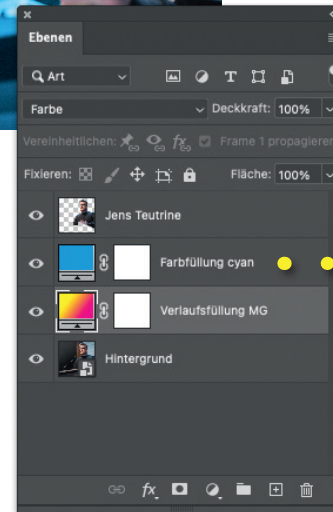 Ebenen
Art
Farbe Deckkraft: 100%
Vereinheitlichen: Frame 1 propagieren
Fixieren: Fläche: 100%
Jens Teutrine
Farbfüllung cyan
Verlaufsfüllung MG
Hintergrund
fx